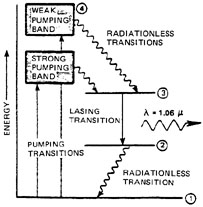 WEAK
PUMPING
BAND
④
RADIATIONLESS
TRANSITIONS
STRONG
PUMPING
BAND
③
ENERGY
LASING
TRANSITION
λ = 1.06 μ
②
PUMPING
TRANSITIONS
RADIATIONLESS
TRANSITION
①